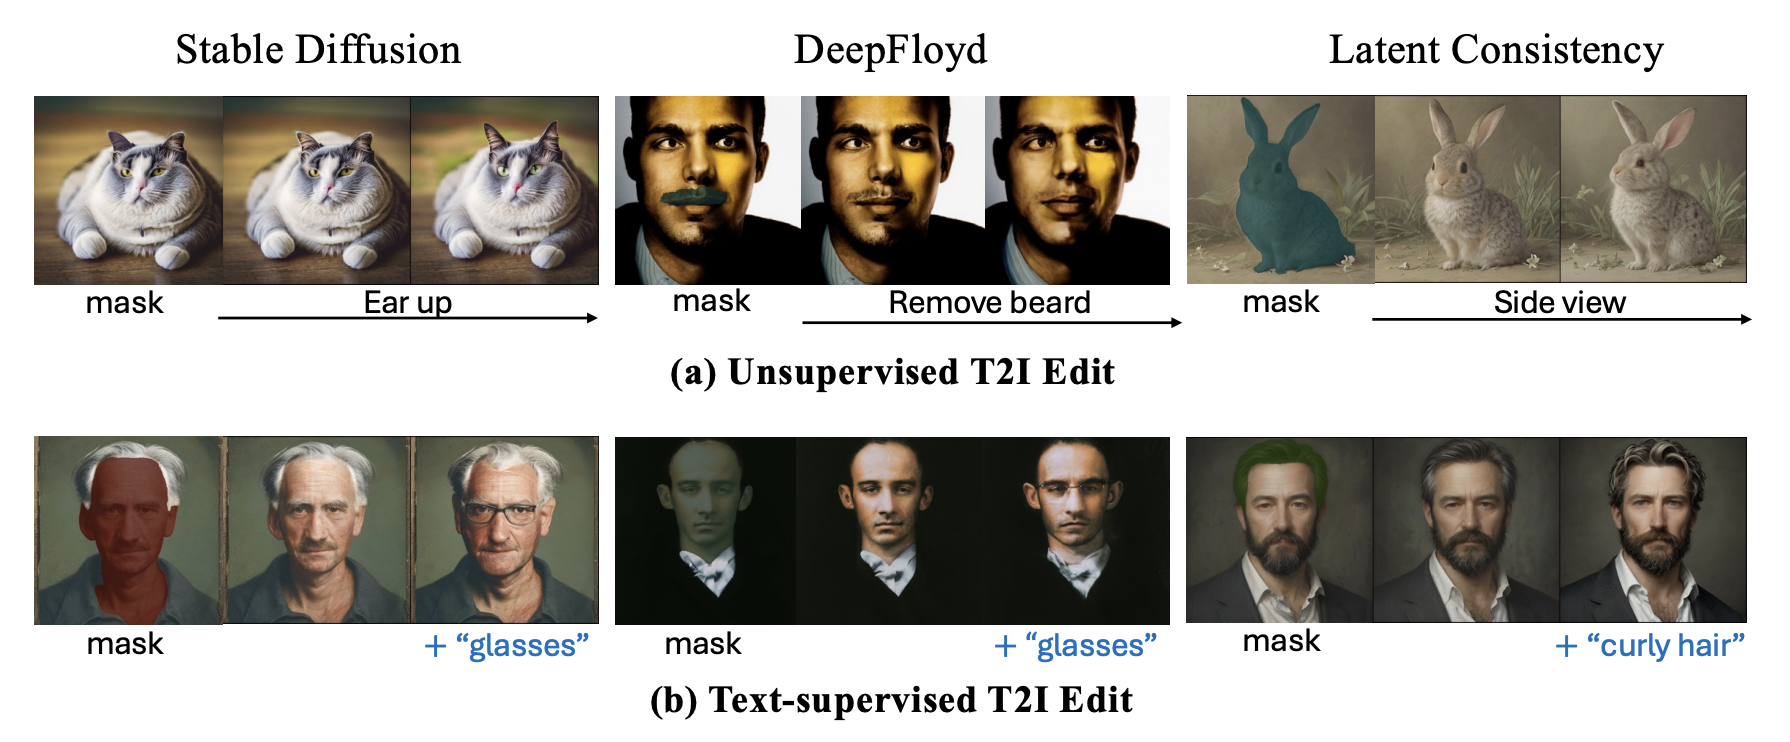 Stable Diffusion
DeepFloyd
Latent Consistency
mask
Ear up
mask
Remove beard
mask
Side view
(a) Unsupervised T2I Edit
mask
+ “glasses”
mask
+ “glasses”
mask
+ “curly hair”
(b) Text-supervised T2I Edit